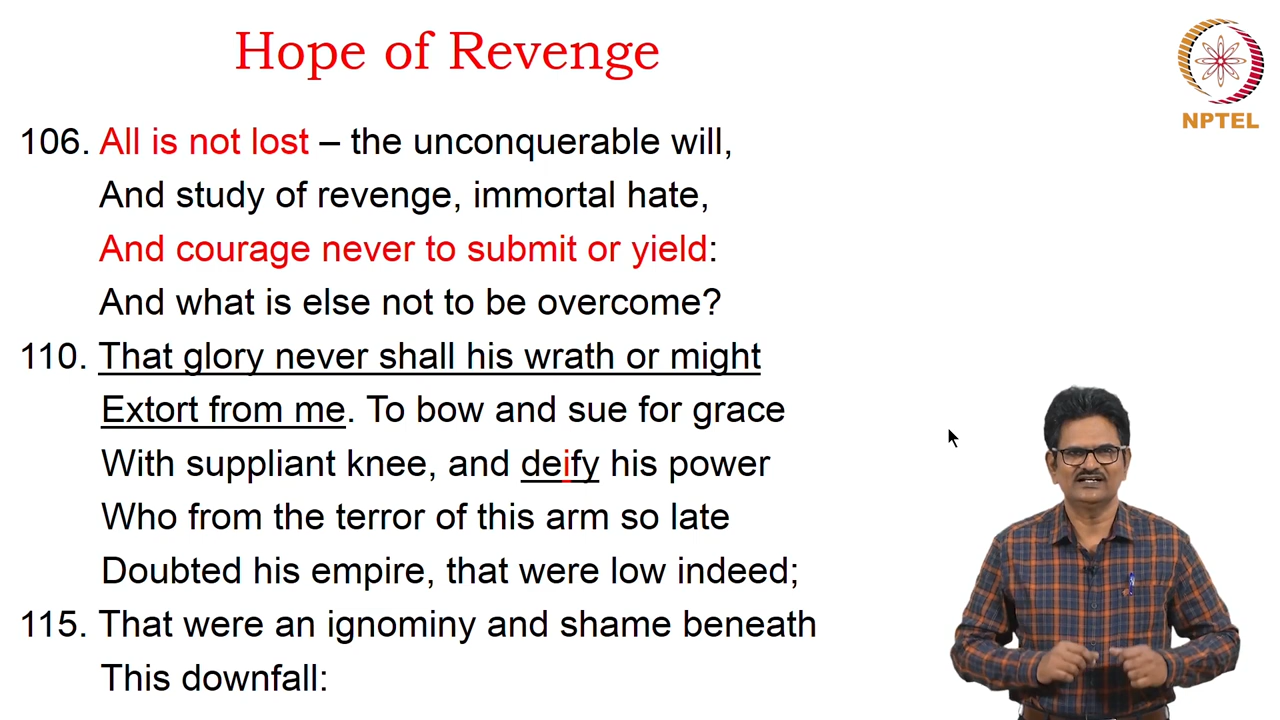 Hope of Revenge
NPTEL
106. All is not lost – the unconquerable will,
And study of revenge, immortal hate,
And courage never to submit or yield:
And what is else not to be overcome?
110. That glory never shall his wrath or might
Extort from me. To bow and sue for grace
With suppliant knee, and deify his power
Who from the terror of this arm so late
Doubted his empire, that were low indeed;
115. That were an ignominy and shame beneath
This downfall: